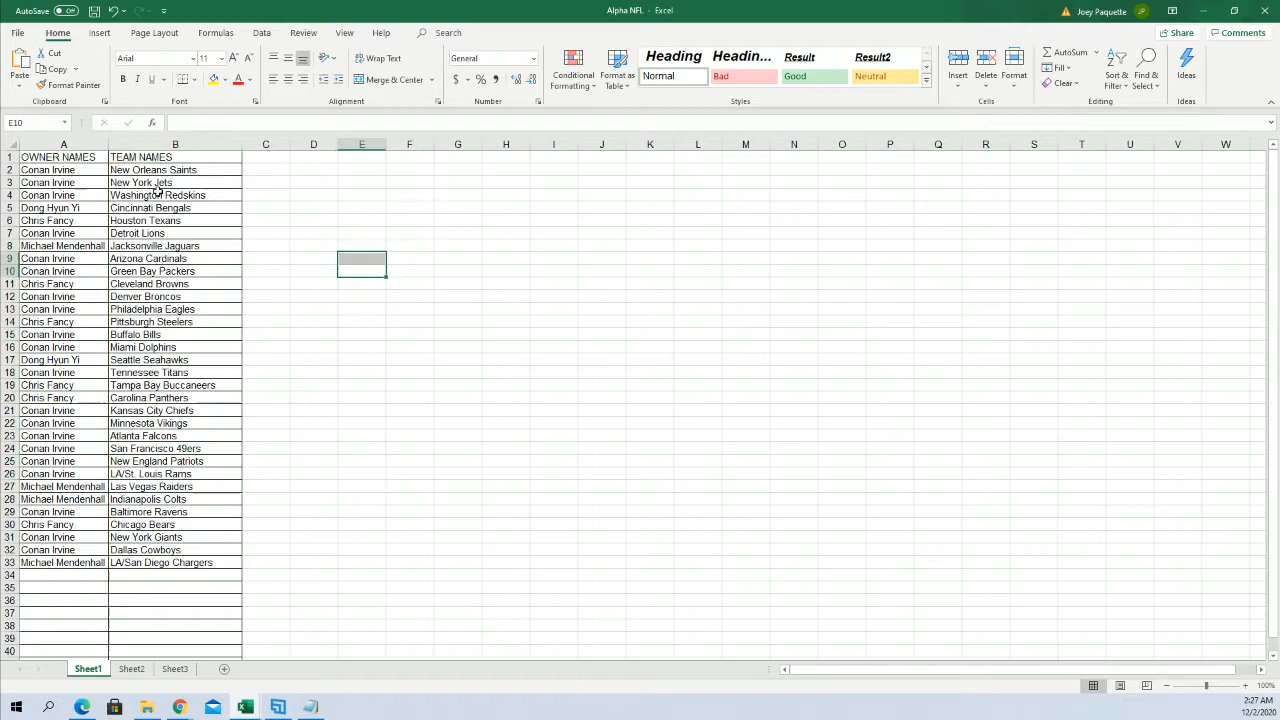 AutoSave Off
Alpha NFL - Excel
Joey Paquette JP
File Home Insert Page Layout Formulas Data Review View Help Search
Share Comments
Paste
Cut
Copy
Format Painter
Clipboard
Arial 11
B I U
Font
Wrap Text
Merge & Center
Alignment
General
$ % ,
Number
Conditional Formatting
Format as Table
Heading Headin... Result Result2
Normal Bad Good Neutral
Styles
Insert Delete Format
Cells
AutoSum
Fill
Clear
Sort & Filter
Find & Select
Editing
Ideas
Ideas
E10 fx
A B C D E F G H I J K L M N O P Q R S T U V W
1 OWNER NAMES TEAM NAMES
2 Conan Irvine New Orleans Saints
3 Conan Irvine New York Jets
4 Conan Irvine Washington Redskins
5 Dong Hyun Yi Cincinnati Bengals
6 Chris Fancy Houston Texans
7 Conan Irvine Detroit Lions
8 Michael Mendenhall Jacksonville Jaguars
9 Conan Irvine Arizona Cardinals
10 Conan Irvine Green Bay Packers
11 Chris Fancy Cleveland Browns
12 Conan Irvine Denver Broncos
13 Conan Irvine Philadelphia Eagles
14 Chris Fancy Pittsburgh Steelers
15 Conan Irvine Buffalo Bills
16 Conan Irvine Miami Dolphins
17 Dong Hyun Yi Seattle Seahawks
18 Conan Irvine Tennessee Titans
19 Chris Fancy Tampa Bay Buccaneers
20 Chris Fancy Carolina Panthers
21 Conan Irvine Kansas City Chiefs
22 Conan Irvine Minnesota Vikings
23 Conan Irvine Atlanta Falcons
24 Conan Irvine San Francisco 49ers
25 Conan Irvine New England Patriots
26 Conan Irvine LA/St. Louis Rams
27 Michael Mendenhall Las Vegas Raiders
28 Michael Mendenhall Indianapolis Colts
29 Conan Irvine Baltimore Ravens
30 Chris Fancy Chicago Bears
31 Conan Irvine New York Giants
32 Conan Irvine Dallas Cowboys
33 Michael Mendenhall LA/San Diego Chargers
34
35
36
37
38
39
40
Sheet1 Sheet2 Sheet3
100%
2:27 AM
12/2/2020